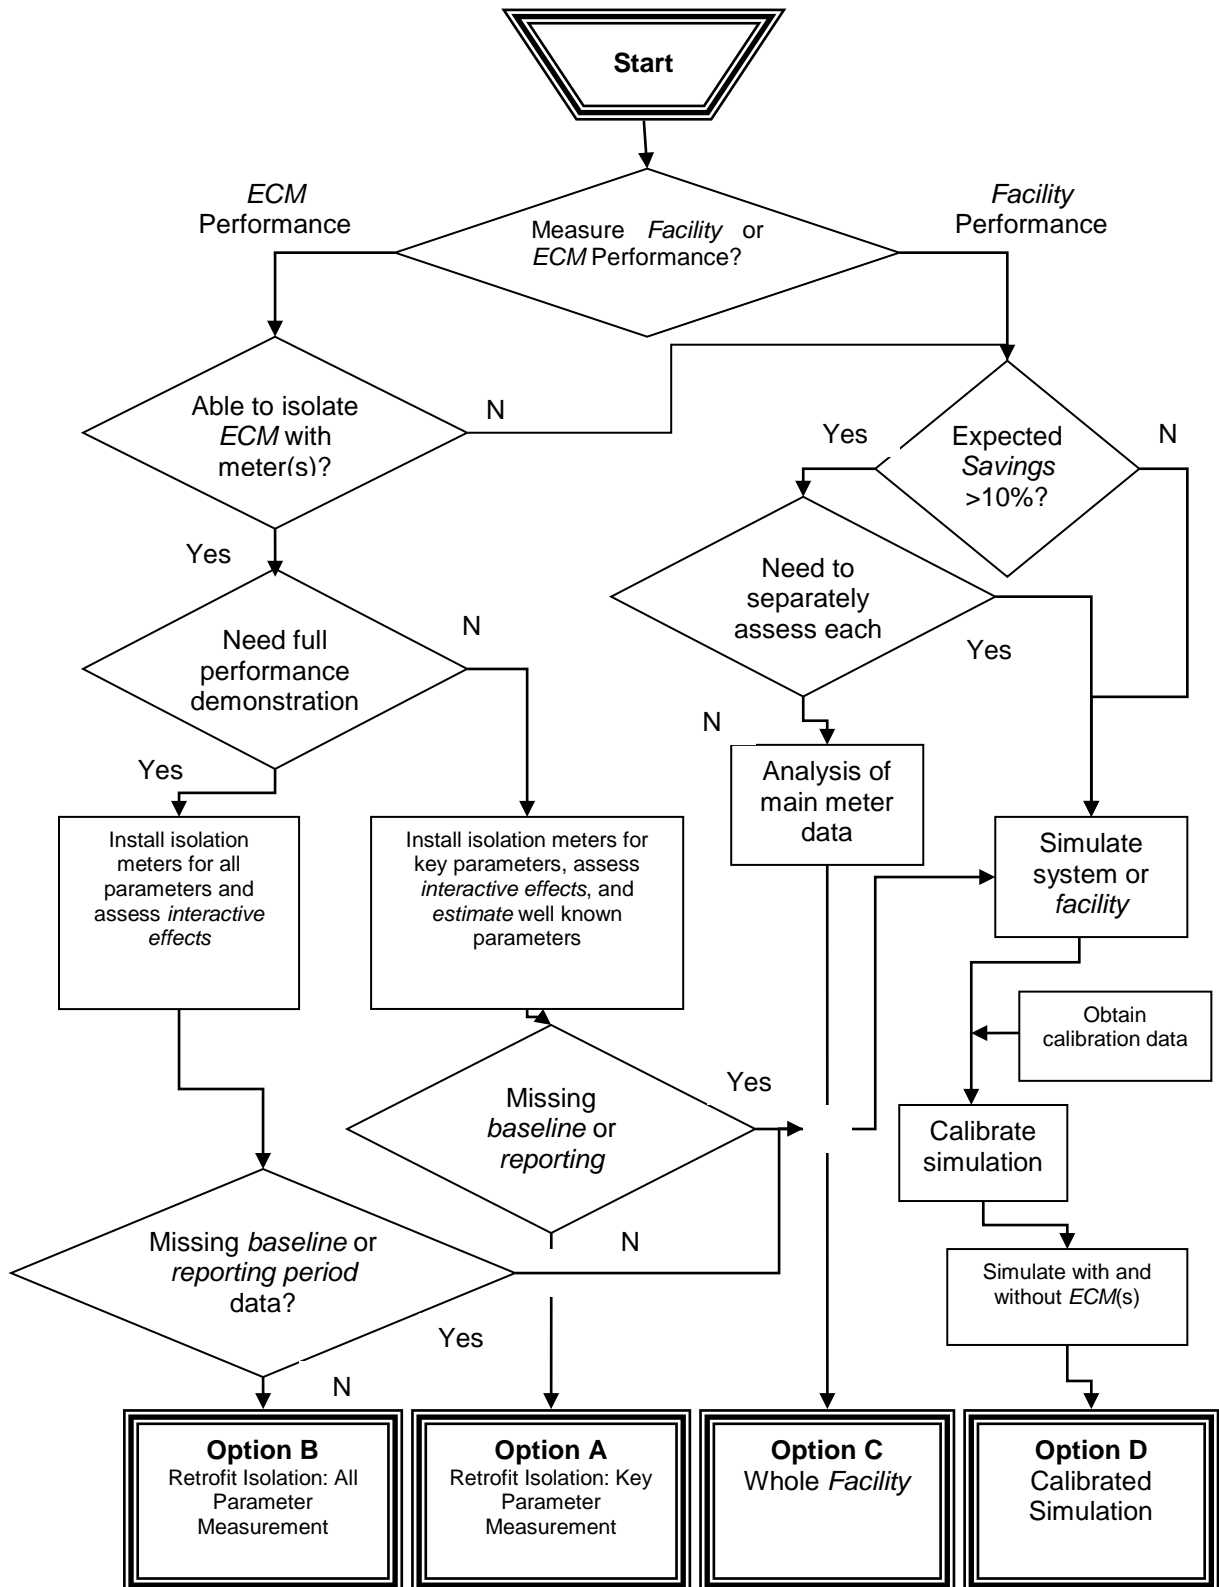 Start
ECM
Performance
Facility
Performance
Measure Facility or
ECM Performance?
Able to isolate
ECM with
meter(s)?
N
Yes
Expected
Savings
>10%?
N
Yes
Need to
separately
assess each
Yes
N
Need full
performance
demonstration
N
Yes
Analysis of
main meter
data
Install isolation
meters for all
parameters and
assess interactive
effects
Install isolation meters for
key parameters, assess
interactive effects, and
estimate well known
parameters
Simulate
system or
facility
Obtain
calibration data
Missing
baseline or
reporting
Yes
N
Calibrate
simulation
Missing baseline or
reporting period
data?
Yes
N
Simulate with and
without ECM(s)
Option B
Retrofit Isolation: All
Parameter
Measurement
Option A
Retrofit Isolation: Key
Parameter
Measurement
Option C
Whole Facility
Option D
Calibrated
Simulation